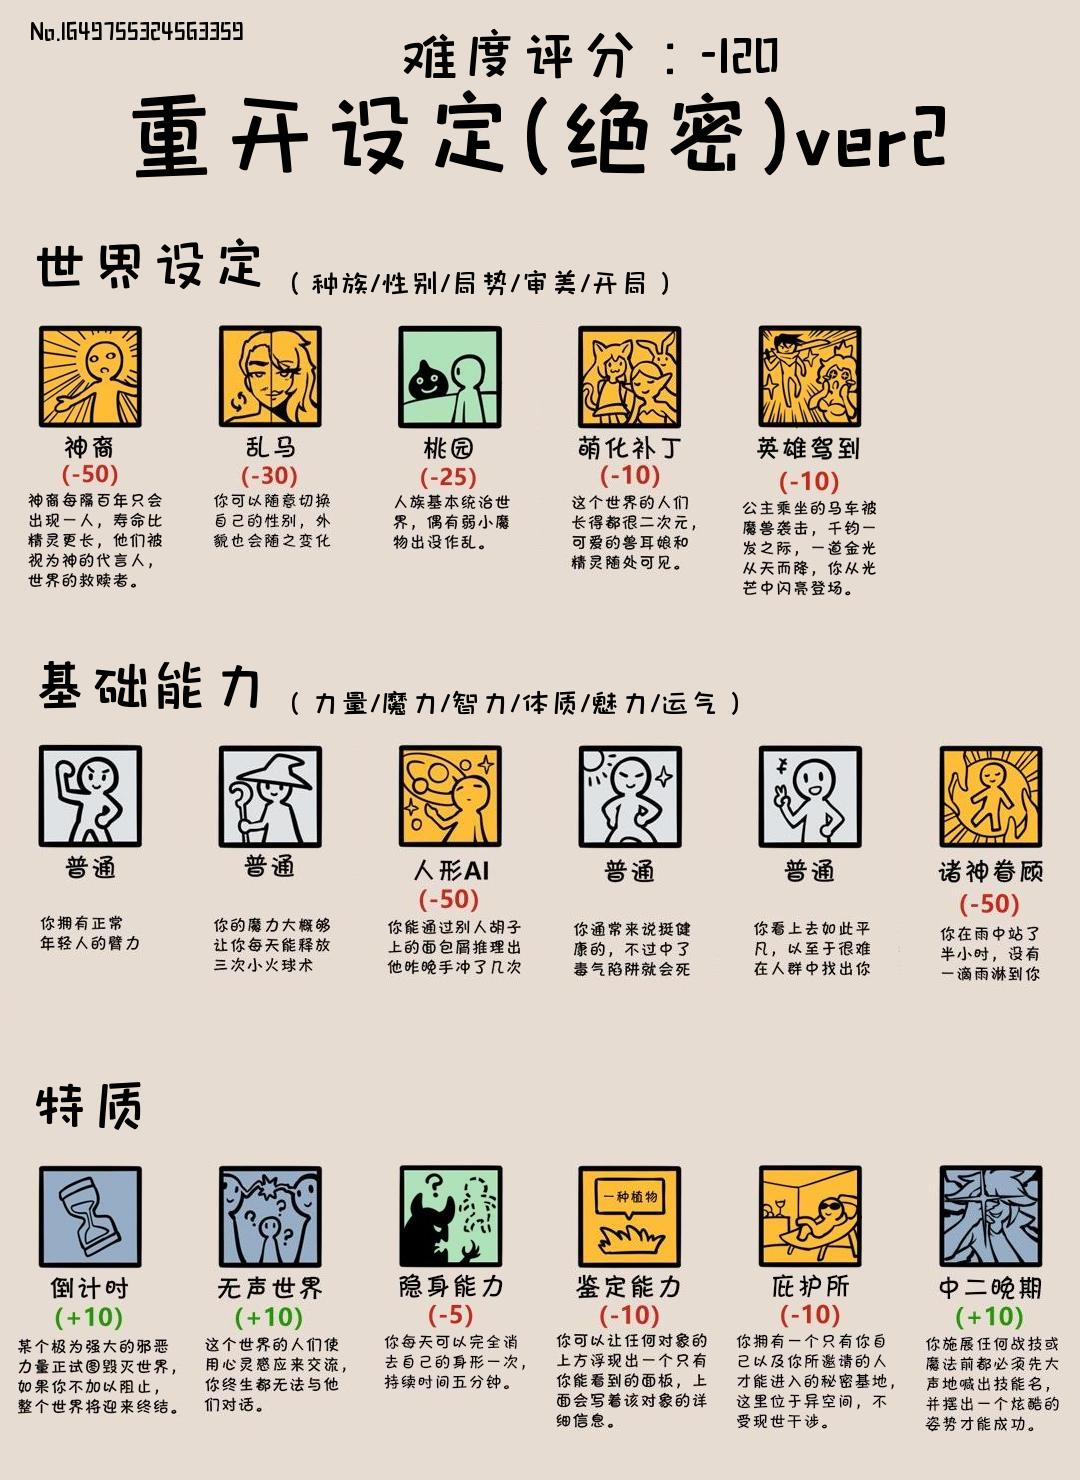 No.1649755324563359
难度评分：-120
重开设定(绝密)ver2
世界设定 (种族/性别/局势/审美/开局)
神裔
(-50)
神裔每隔百年只会
出现一人，寿命比
精灵更长，他们被
视为神的代言人，
世界的救赎者。
乱马
(-30)
你可以随意切换
自己的性别，外
貌也会随之变化
桃园
(-25)
人族基本统治世
界，偶有弱小魔
物出没作乱。
萌化补丁
(-10)
这个世界的人们
长得都很二次元，
可爱的兽耳娘和
精灵随处可见。
英雄驾到
(-10)
公主乘坐的马车被
魔兽袭击，千钧一
发之际，一道金光
从天而降，你从光
芒中闪亮登场。
基础能力 (力量/魔力/智力/体质/魅力/运气)
普通
你拥有正常
年轻人的臂力
普通
你的魔力大概够
让你每天能释放
三次小火球术
人形AI
(-50)
你能通过别人胡子
上的面包屑推理出
他昨晚手冲了几次
普通
你通常来说挺健
康的，不过中了
毒气陷阱就会死
普通
你看上去如此平
凡，以至于很难
在人群中找出你
诸神眷顾
(-50)
你在雨中站了
半小时，没有
一滴雨淋到你
特质
倒计时
(+10)
某个极为强大的邪恶
力量正试图毁灭世界，
如果你不加以阻止，
整个世界将迎来终结。
无声世界
(+10)
这个世界的人们使
用心灵感应来交流，
你终生都无法与他
们对话。
隐身能力
(-5)
你每天可以完全消
去自己的身形一次，
持续时间五分钟。
一种植物
鉴定能力
(-10)
你可以让任何对象的
上方浮现出一个只有
你能看到的面板，上
面会写着该对象的详
细信息。
庇护所
(-10)
你拥有一个只有你自
己以及你所邀请的人
才能进入的秘密基地，
这里位于异空间，不
受现世干涉。
中二晚期
(+10)
你施展任何战技或
魔法前都必须先大
声地喊出技能名，
并摆出一个炫酷的
姿势才能成功。